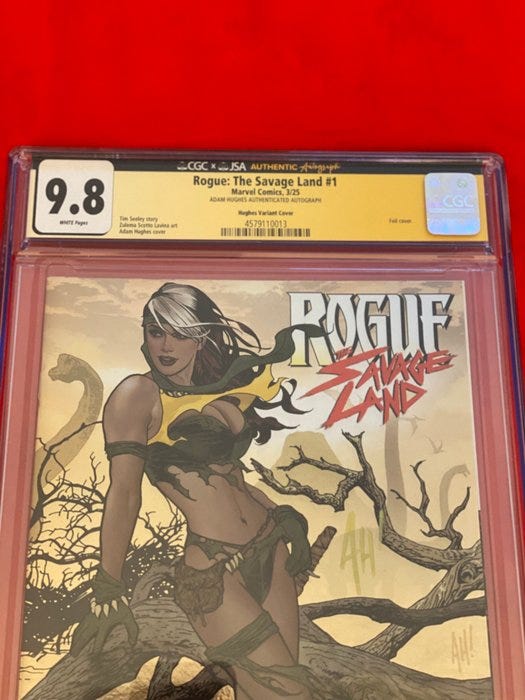 CGC x JSA AUTHENTIC Autograph
9.8
WHITE Pages
Rogue: The Savage Land #1
Marvel Comics, 3/25
ADAM HUGHES AUTHENTICATED AUTOGRAPH
Hughes Variant Cover
4579110013
Tim Seeley story
Zulema Scotto Lavina art
Adam Hughes cover
Foil cover
CGC
ROGUE
THE
SAVAGE
LAND
AH!
AH!